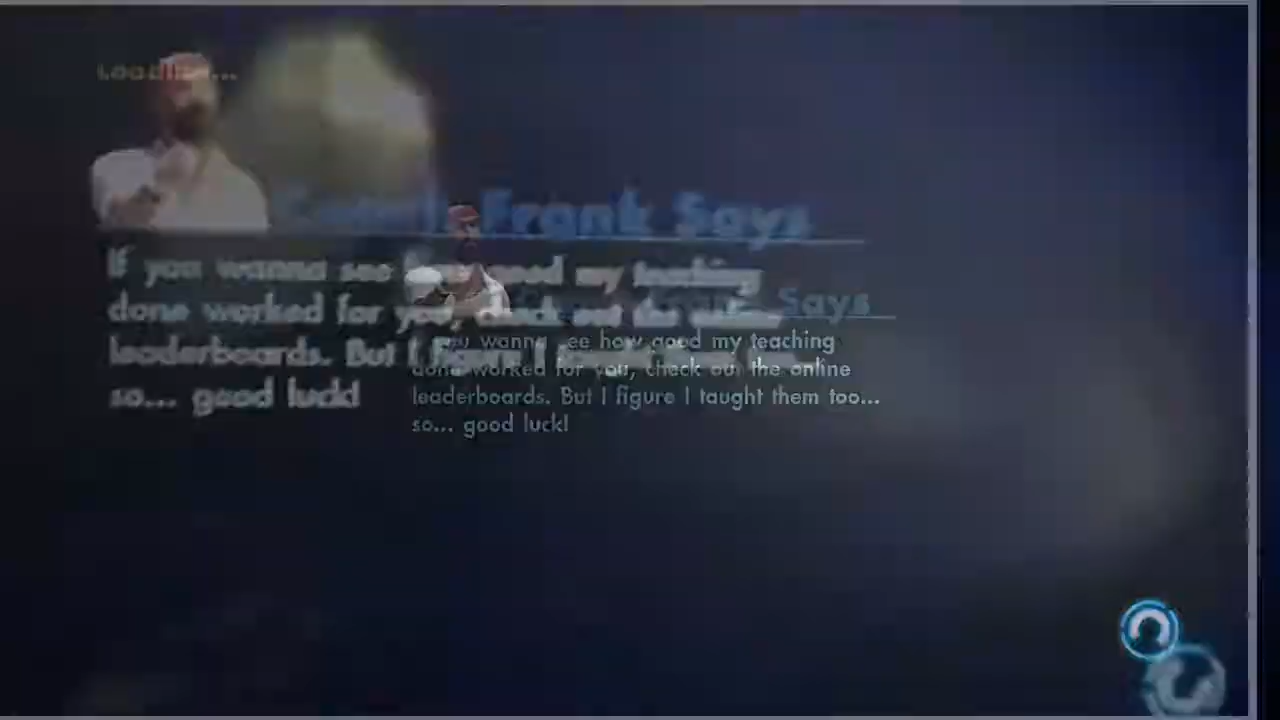 Loading...
Frank Says
If you wanna see how good my teaching
done worked for you, check out the online
leaderboards. But I figure I taught them too...
so... good luck!
Says
you wanna see how good my teaching
done worked for you, check out the online
leaderboards. But I figure I taught them too...
so... good luck!